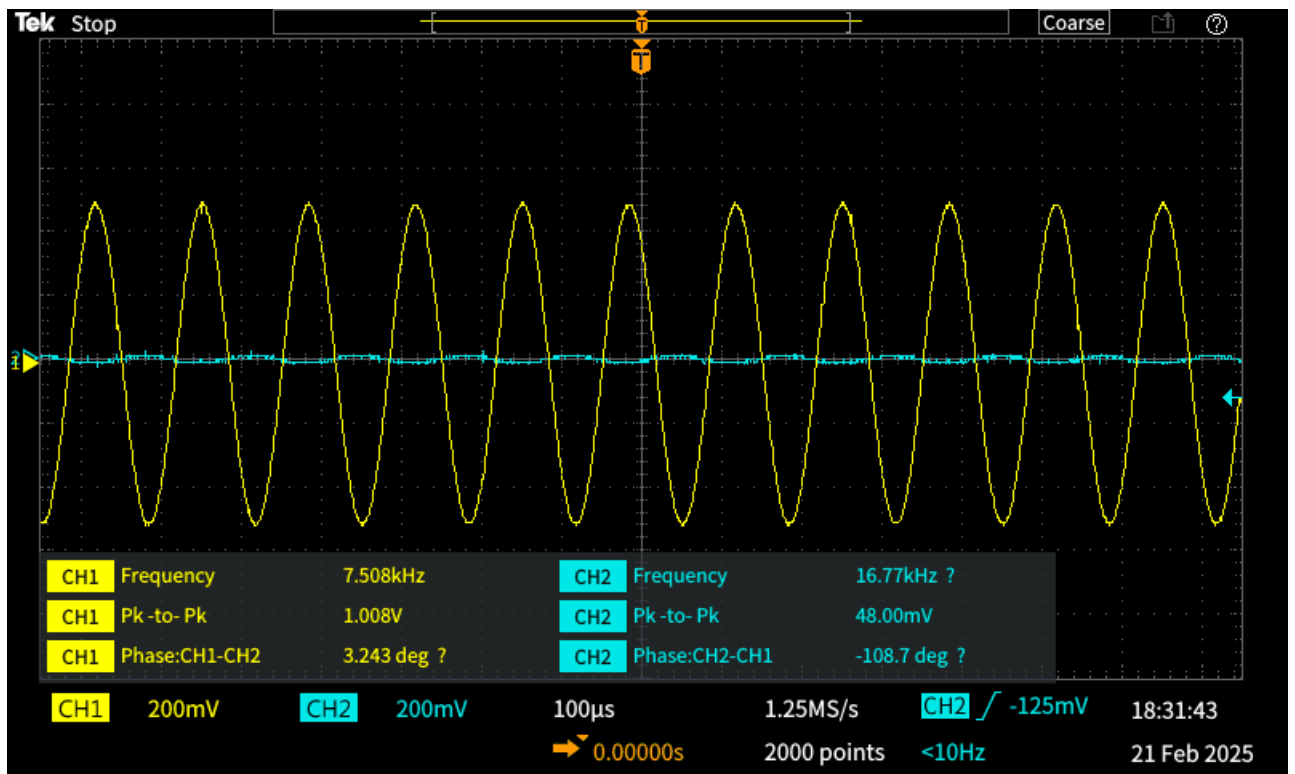 Tek Stop T Coarse ?
T
2
1
CH1 Frequency 7.508kHz CH2 Frequency 16.77kHz ?
CH1 Pk-to-Pk 1.008V CH2 Pk-to-Pk 48.00mV
CH1 Phase:CH1-CH2 3.243 deg ? CH2 Phase:CH2-CH1 -108.7 deg ?
CH1 200mV CH2 200mV 100µs 1.25MS/s CH2 -125mV 18:31:43
0.00000s 2000 points <10Hz 21 Feb 2025